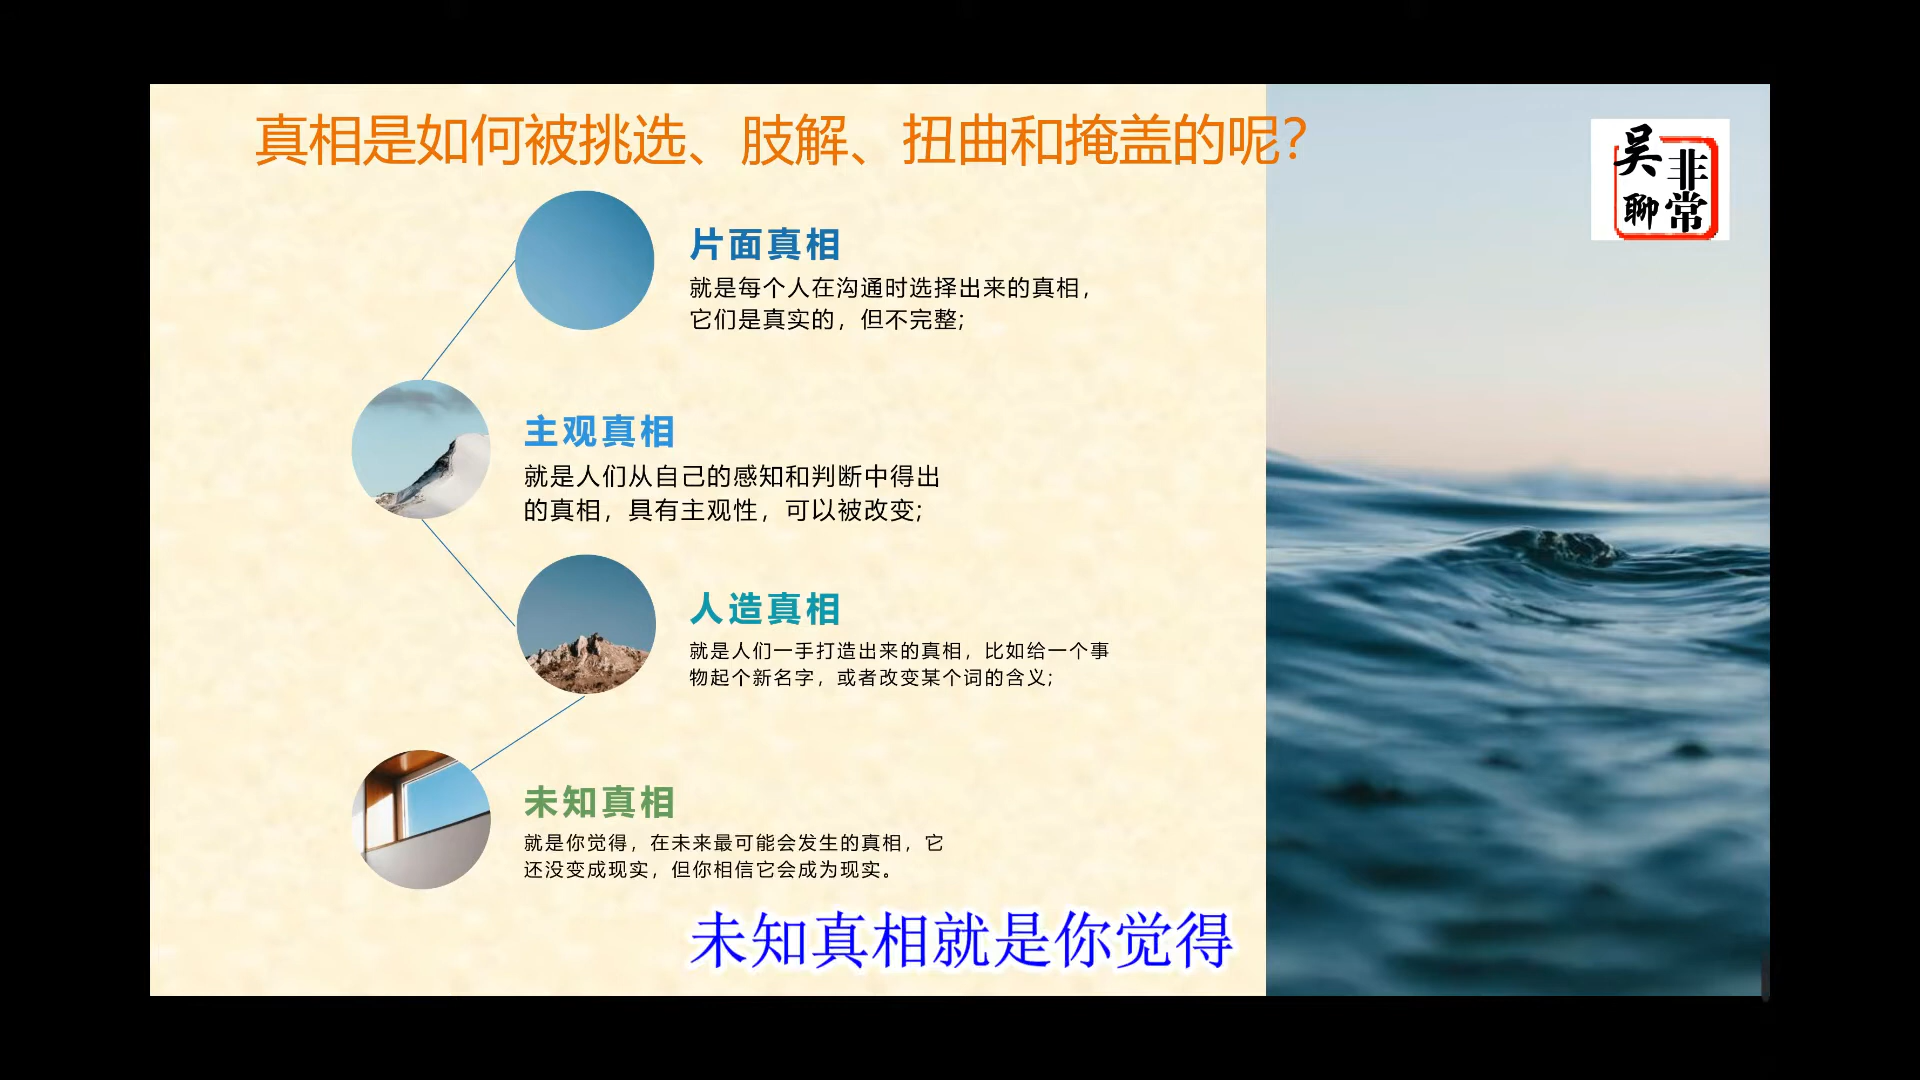 真相是如何被挑选、肢解、扭曲和掩盖的呢?
吴
非常
聊
片面真相
就是每个人在沟通时选择出来的真相，
它们是真实的，但不完整;
主观真相
就是人们从自己的感知和判断中得出
的真相，具有主观性，可以被改变;
人造真相
就是人们一手打造出来的真相，比如给一个事
物起个新名字，或者改变某个词的含义;
未知真相
就是你觉得，在未来最可能会发生的真相，它
还没变成现实，但你相信它会成为现实。
未知真相就是你觉得